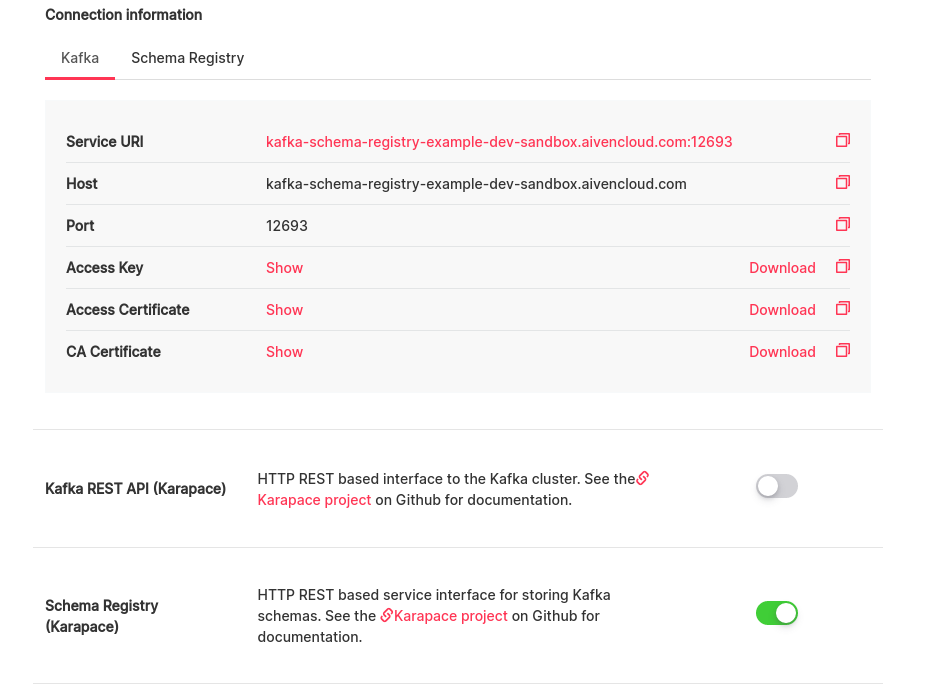 Connection information
Kafka
Schema Registry
Service URI kafka-schema-registry-example-dev-sandbox.aivencloud.com:12693
Host kafka-schema-registry-example-dev-sandbox.aivencloud.com
Port 12693
Access Key Show Download
Access Certificate Show Download
CA Certificate Show Download
Kafka REST API (Karapace)
HTTP REST based interface to the Kafka cluster. See the
Karapace project on Github for documentation.
Schema Registry
(Karapace)
HTTP REST based service interface for storing Kafka
schemas. See the Karapace project on Github for
documentation.